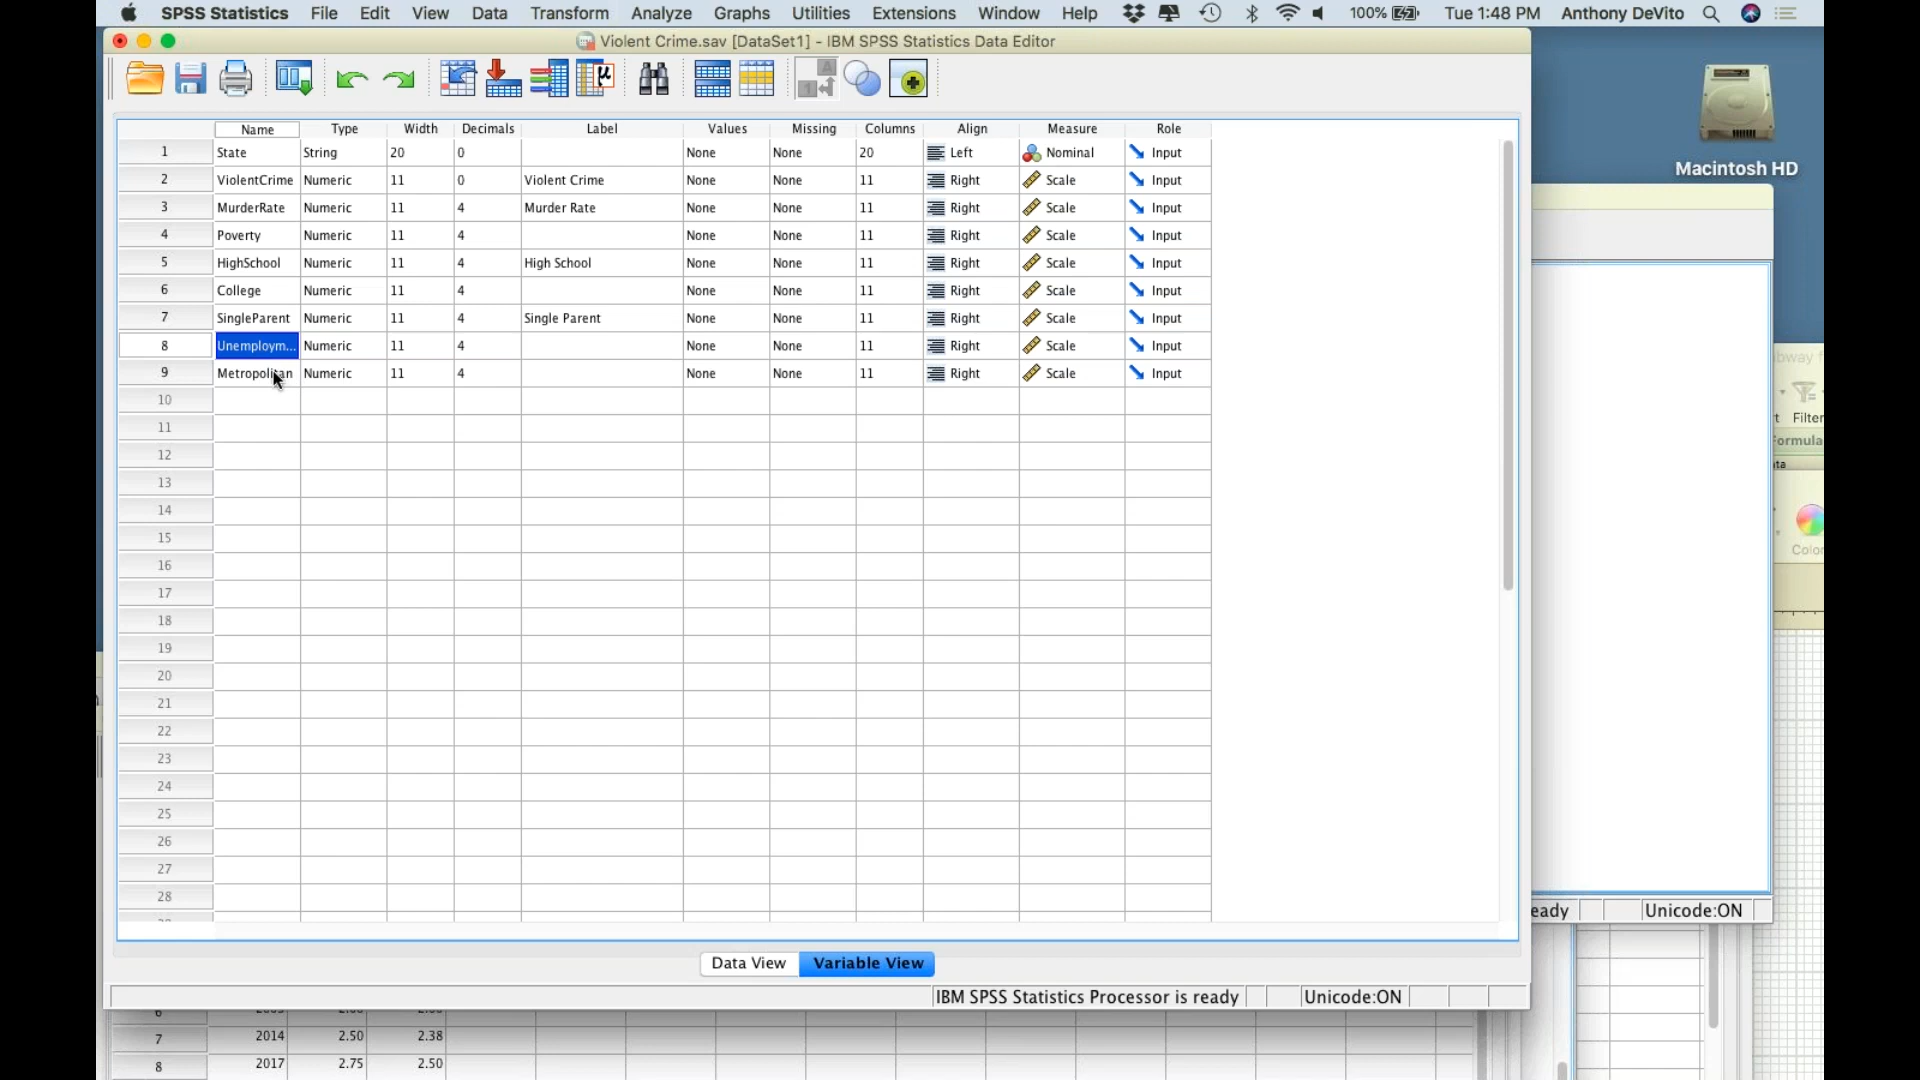 SPSS Statistics File Edit View Data Transform Analyze Graphs Utilities Extensions Window Help 100% Tue 1:48 PM Anthony DeVito
Violent Crime.sav [DataSet1] - IBM SPSS Statistics Data Editor
Macintosh HD
Name Type Width Decimals Label Values Missing Columns Align Measure Role
1 State String 20 0 None None 20 Left Nominal Input
2 ViolentCrime Numeric 11 0 Violent Crime None None 11 Right Scale Input
3 MurderRate Numeric 11 4 Murder Rate None None 11 Right Scale Input
4 Poverty Numeric 11 4 None None 11 Right Scale Input
5 HighSchool Numeric 11 4 High School None None 11 Right Scale Input
6 College Numeric 11 4 None None 11 Right Scale Input
7 SingleParent Numeric 11 4 Single Parent None None 11 Right Scale Input
8 Unemploym... Numeric 11 4 None None 11 Right Scale Input
9 Metropolitan Numeric 11 4 None None 11 Right Scale Input
10
11
12
13
14
15
16
17
18
19
20
21
22
23
24
25
26
27
28
Filter
Formula
Color
eady Unicode:ON
Data View Variable View
IBM SPSS Statistics Processor is ready Unicode:ON
7 2014 2.50 2.38
8 2017 2.75 2.50